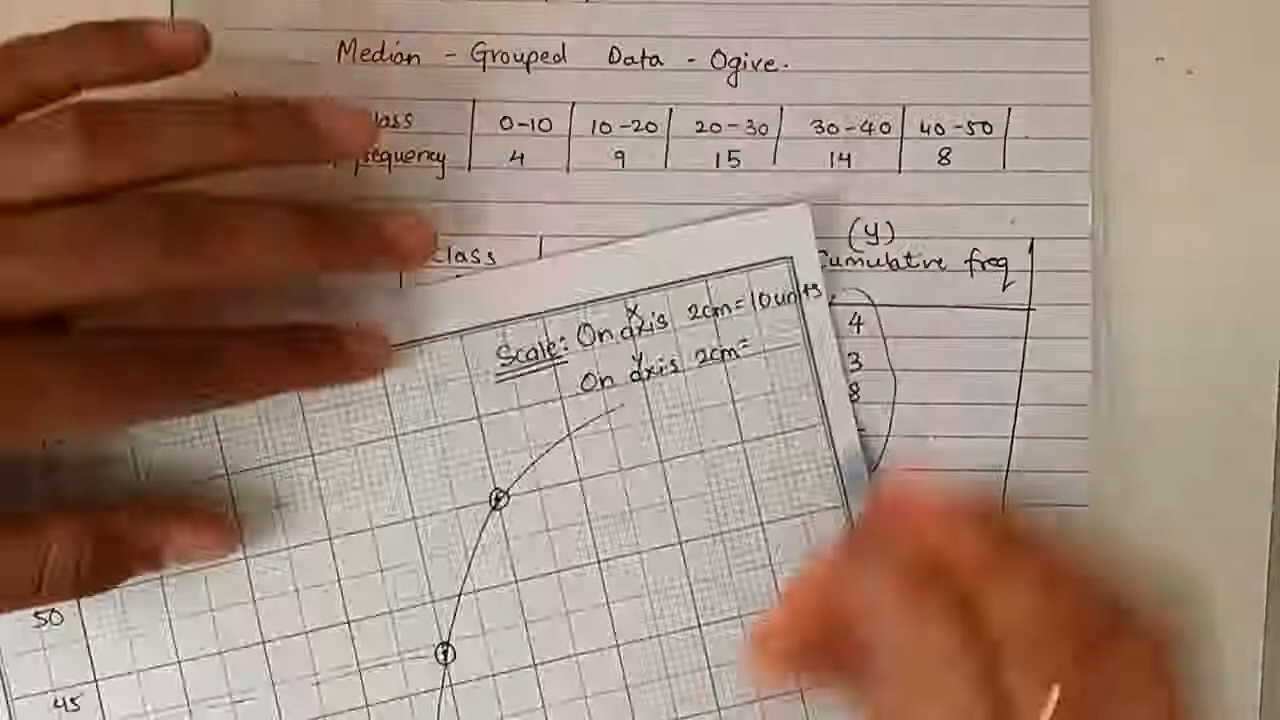 Median - Grouped Data - Ogive.
lass 0-10 10-20 20-30 30-40 40-50
frequency 4 9 15 14 8
(y)
Class Cumulative freq
4
3
8
Scale: On x axis 2cm = 10 units
On y axis 2cm =
50
45